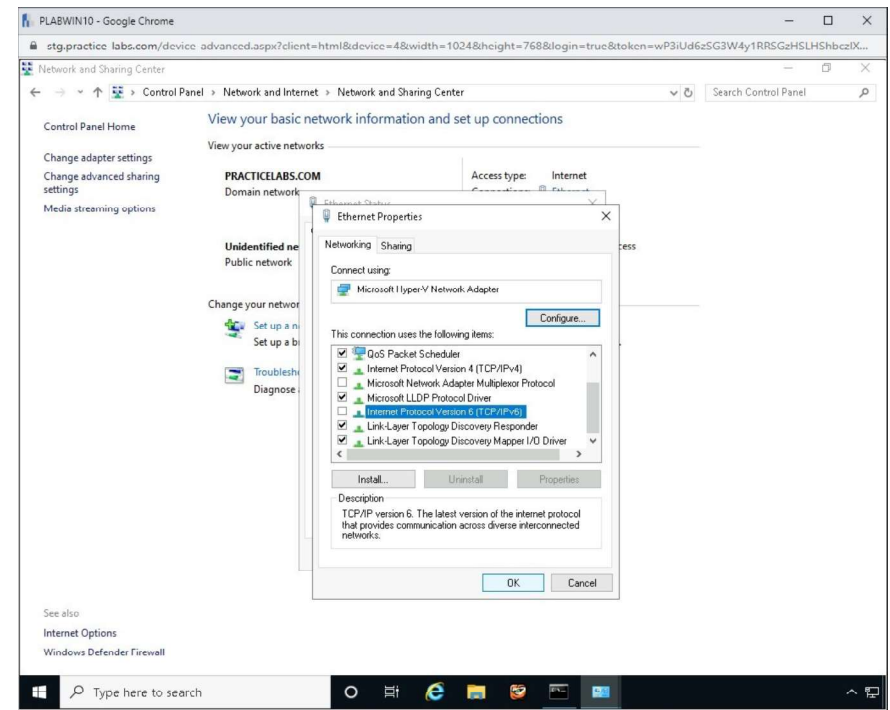 PLABWIN10 - Google Chrome
stg.practice-labs.com/device-advanced.aspx?client=html&device=4&width=1024&height=768&login=true&token=wP3iUd6zSG3W4y1RRSGzHSLHShbczlX...
Network and Sharing Center
Control Panel > Network and Internet > Network and Sharing Center
Search Control Panel
Control Panel Home
Change adapter settings
Change advanced sharing
settings
Media streaming options
View your basic network information and set up connections
View your active networks
PRACTICELABS.COM
Domain network
Access type: Internet
Ethernet Status
Unidentified ne
Public network
cess
Change your networ
Set up a n
Set up a b
Troublesh
Diagnose
Ethernet Properties
Networking
Sharing
Connect using:
Microsoft Hyper-V Network Adapter
Configure...
This connection uses the following items:
QoS Packet Scheduler
Internet Protocol Version 4 (TCP/IPv4)
Microsoft Network Adapter Multiplexor Protocol
Microsoft LLDP Protocol Driver
Internet Protocol Version 6 (TCP/IPv6)
Link-Layer Topology Discovery Responder
Link-Layer Topology Discovery Mapper I/O Driver
Install...
Uninstall
Properties
Description
TCP/IP version 6. The latest version of the internet protocol
that provides communication across diverse interconnected
networks.
OK
Cancel
See also
Internet Options
Windows Defender Firewall
Type here to search